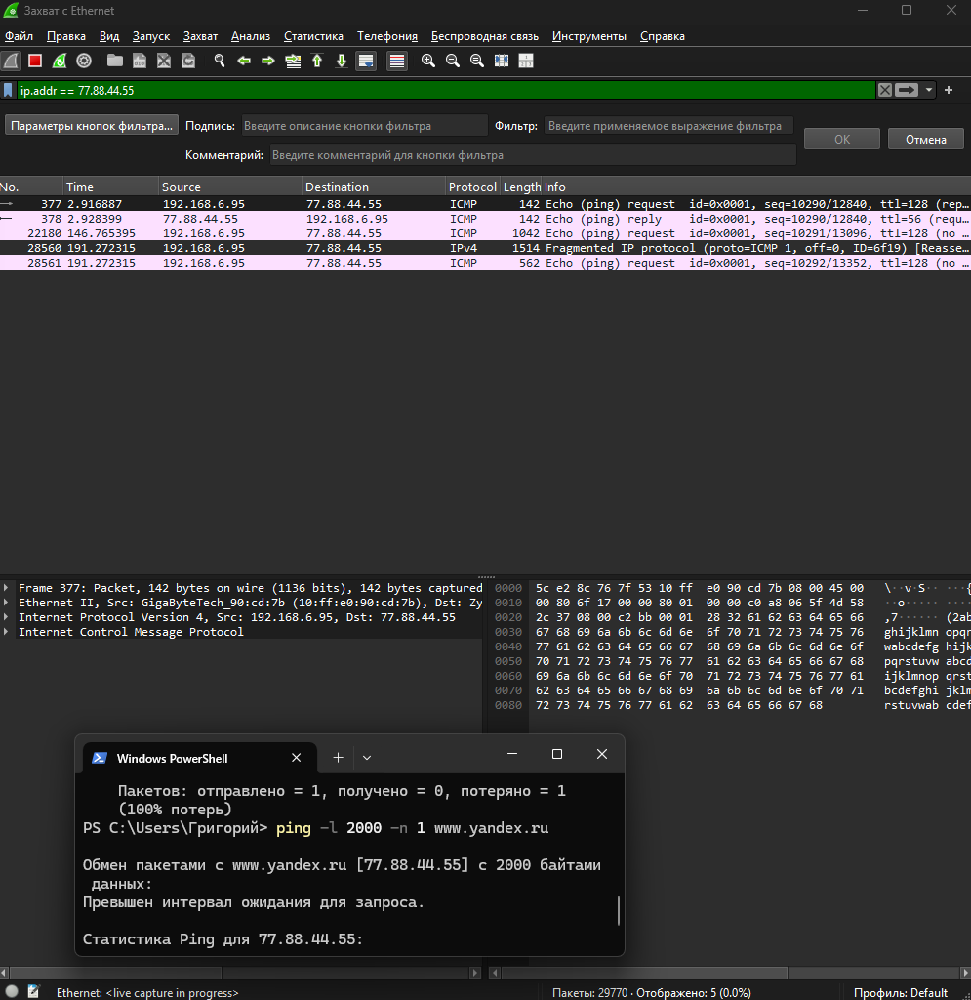 Захват с Ethernet
Файл Правка Вид Запуск Захват Анализ Статистика Телефония Беспроводная связь Инструменты Справка
ip.addr == 77.88.44.55
Параметры кнопок фильтра... Подпись: Введите описание кнопки фильтра Фильтр: Введите применяемое выражение фильтра
OK Отмена
Комментарий: Введите комментарий для кнопки фильтра
No. Time Source Destination Protocol Length Info
377 2.916887 192.168.6.95 77.88.44.55 ICMP 142 Echo (ping) request id=0x0001, seq=10290/12840, ttl=128 (rep…
378 2.928399 77.88.44.55 192.168.6.95 ICMP 142 Echo (ping) reply id=0x0001, seq=10290/12840, ttl=56 (requ…
22180 146.765395 192.168.6.95 77.88.44.55 ICMP 1042 Echo (ping) request id=0x0001, seq=10291/13096, ttl=128 (no …
28560 191.272315 192.168.6.95 77.88.44.55 IPv4 1514 Fragmented IP protocol (proto=ICMP 1, off=0, ID=6f19) [Reasse…
28561 191.272315 192.168.6.95 77.88.44.55 ICMP 562 Echo (ping) request id=0x0001, seq=10292/13352, ttl=128 (no …
Frame 377: Packet, 142 bytes on wire (1136 bits), 142 bytes captured
Ethernet II, Src: GigaByteTech_90:cd:7b (10:ff:e0:90:cd:7b), Dst: Zy
Internet Protocol Version 4, Src: 192.168.6.95, Dst: 77.88.44.55
Internet Control Message Protocol
0000 5c e2 8c 76 7f 53 10 ff e0 90 cd 7b 08 00 45 00 \··v·S·· ···{
0010 00 80 6f 17 00 00 80 01 00 00 c0 a8 06 5f 4d 58 ··o····· ·····
0020 2c 37 08 00 c2 bb 00 01 28 32 61 62 63 64 65 66 ,7······ (2ab
0030 67 68 69 6a 6b 6c 6d 6e 6f 70 71 72 73 74 75 76 ghijklmn opqr
0040 77 61 62 63 64 65 66 67 68 69 6a 6b 6c 6d 6e 6f wabcdefg hijk
0050 70 71 72 73 74 75 76 77 61 62 63 64 65 66 67 68 pqrstuvw abcd
0060 69 6a 6b 6c 6d 6e 6f 70 71 72 73 74 75 76 77 61 ijklmnop qrst
0070 62 63 64 65 66 67 68 69 6a 6b 6c 6d 6e 6f 70 71 bcdefghi jklm
0080 72 73 74 75 76 77 61 62 63 64 65 66 67 68 rstuvwab cdef
Windows PowerShell
Пакетов: отправлено = 1, получено = 0, потеряно = 1
(100% потерь)
PS C:\Users\Григорий> ping -l 2000 -n 1 www.yandex.ru
Обмен пакетами с www.yandex.ru [77.88.44.55] с 2000 байтами
данных:
Превышен интервал ожидания для запроса.
Статистика Ping для 77.88.44.55:
Ethernet: <live capture in progress> Пакеты: 29770 · Отображено: 5 (0.0%) Профиль: Default